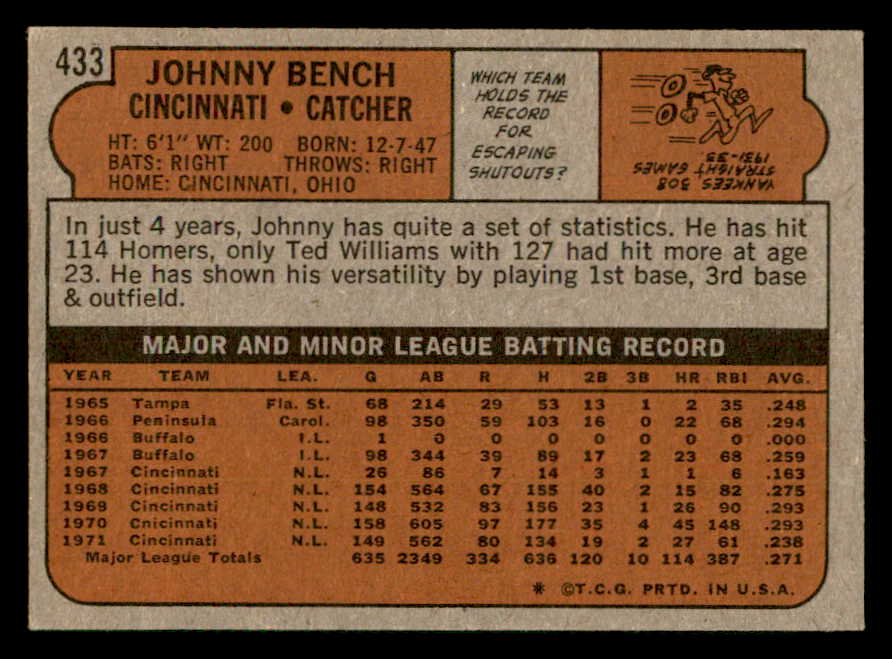 433
JOHNNY BENCH
CINCINNATI • CATCHER
HT: 6'1" WT: 200 BORN: 12-7-47
BATS: RIGHT THROWS: RIGHT
HOME: CINCINNATI, OHIO
WHICH TEAM
HOLDS THE
RECORD
FOR
ESCAPING
SHUTOUTS?
YANKEES 308
STRAIGHT GAMES
1931-33.
In just 4 years, Johnny has quite a set of statistics. He has hit
114 Homers, only Ted Williams with 127 had hit more at age
23. He has shown his versatility by playing 1st base, 3rd base
& outfield.
MAJOR AND MINOR LEAGUE BATTING RECORD
YEAR TEAM LEA. G AB R H 2B 3B HR RBI AVG.
1965 Tampa Fla. St. 68 214 29 53 13 1 2 35 .248
1966 Peninsula Carol. 98 350 59 103 16 0 22 68 .294
1966 Buffalo I.L. 1 0 0 0 0 0 0 0 .000
1967 Buffalo I.L. 98 344 39 89 17 2 23 68 .259
1967 Cincinnati N.L. 26 86 7 14 3 1 1 6 .163
1968 Cincinnati N.L. 154 564 67 155 40 2 15 82 .275
1969 Cincinnati N.L. 148 532 83 156 23 1 26 90 .293
1970 Cnicinnati N.L. 158 605 97 177 35 4 45 148 .293
1971 Cincinnati N.L. 149 562 80 134 19 2 27 61 .238
Major League Totals 635 2349 334 636 120 10 114 387 .271
* ©T.C.G. PRTD. IN U.S.A.